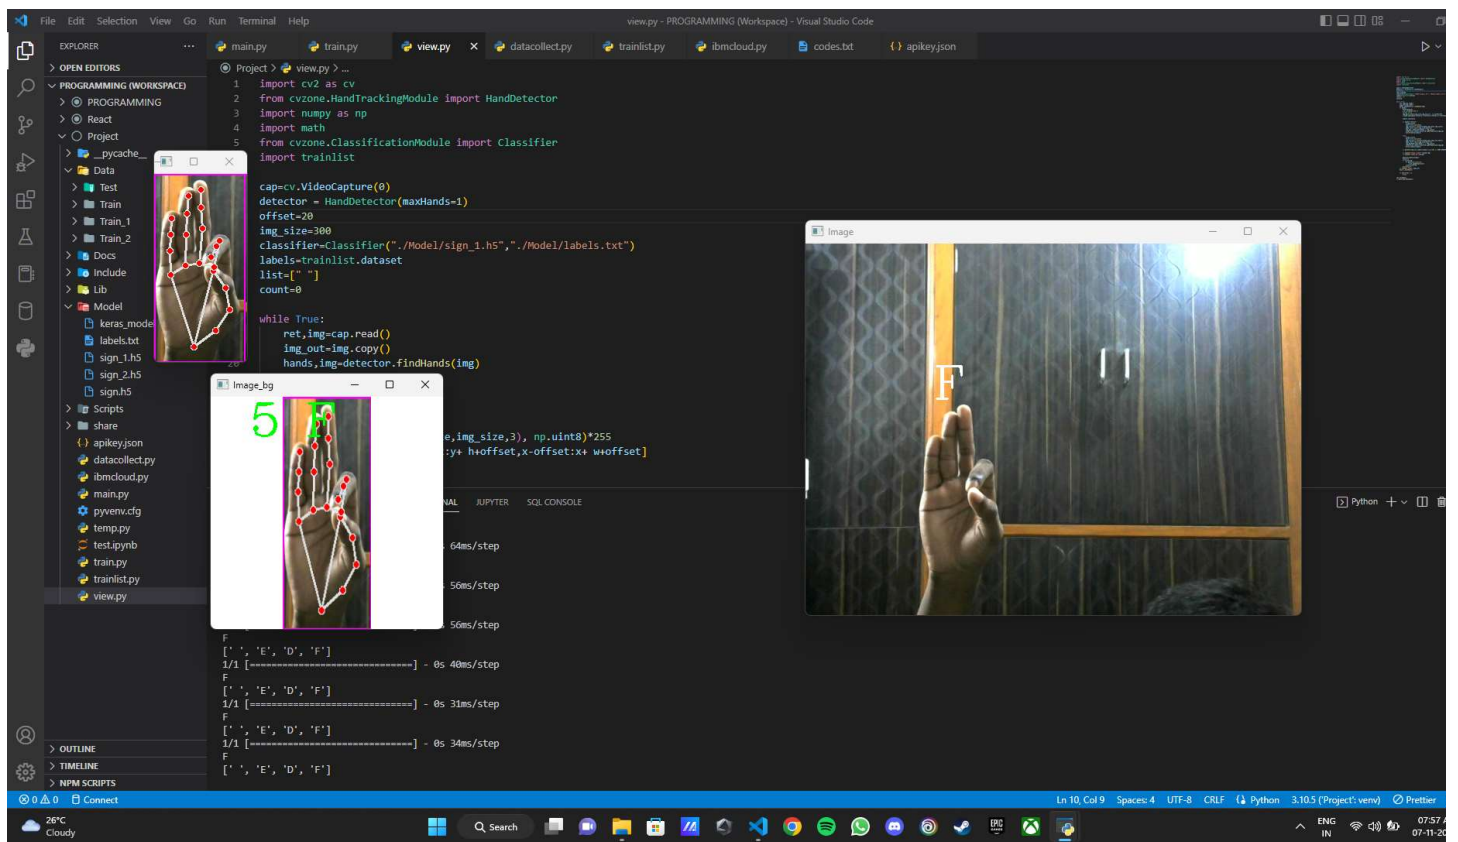 File Edit Selection View Go Run Terminal Help
view.py - PROGRAMMING (Workspace) - Visual Studio Code
EXPLORER
main.py train.py view.py datacollect.py trainlist.py ibmcloud.py codes.txt {} apikey.json
OPEN EDITORS
PROGRAMMING (WORKSPACE)
PROGRAMMING
React
Project
__pycache__
Data
Test
Train
Train_1
Train_2
Docs
Include
Lib
Model
keras_mode
labels.txt
sign_1.h5
sign_2.h5
sign.h5
Scripts
share
{} apikey.json
datacollect.py
ibmcloud.py
main.py
pyvenv.cfg
temp.py
test.ipynb
train.py
trainlist.py
view.py
OUTLINE
TIMELINE
NPM SCRIPTS
Project > view.py > ...
1 import cv2 as cv
2 from cvzone.HandTrackingModule import HandDetector
3 import numpy as np
4 import math
5 from cvzone.ClassificationModule import Classifier
import trainlist
cap=cv.VideoCapture(0)
detector = HandDetector(maxHands=1)
offset=20
img_size=300
classifier=Classifier("./Model/sign_1.h5","./Model/labels.txt")
labels=trainlist.dataset
list=[" "]
count=0
while True:
ret,img=cap.read()
img_out=img.copy()
hands,img=detector.findHands(img)
e,img_size,3), np.uint8)*255
:y+ h+offset,x-offset:x+ w+offset]
Image_bg
5 F
Image
F
NAL JUPYTER SQL CONSOLE
Python
64ms/step
56ms/step
56ms/step
F
[' ', 'E', 'D', 'F']
1/1 [==============================] - 0s 40ms/step
F
[' ', 'E', 'D', 'F']
1/1 [==============================] - 0s 31ms/step
F
[' ', 'E', 'D', 'F']
1/1 [==============================] - 0s 34ms/step
F
[' ', 'E', 'D', 'F']
0 0 Connect
Ln 10, Col 9 Spaces: 4 UTF-8 CRLF Python 3.10.5 ('Project': venv) Prettier
26°C
Cloudy
Search
ENG
IN
07:57
07-11-20